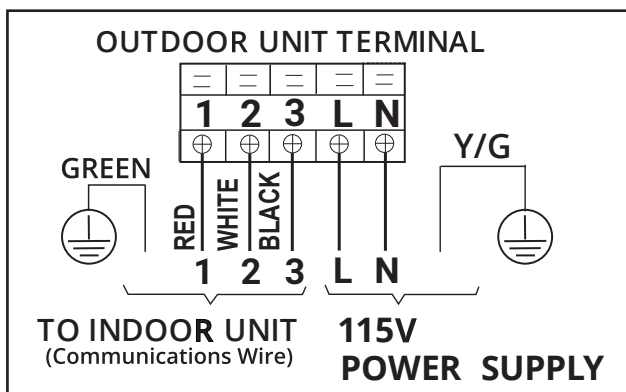 OUTDOOR UNIT TERMINAL
1 2 3 L N
GREEN
Y/G
RED
WHITE
BLACK
1 2 3 L N
TO INDOOR UNIT
(Communications Wire)
115V
POWER SUPPLY